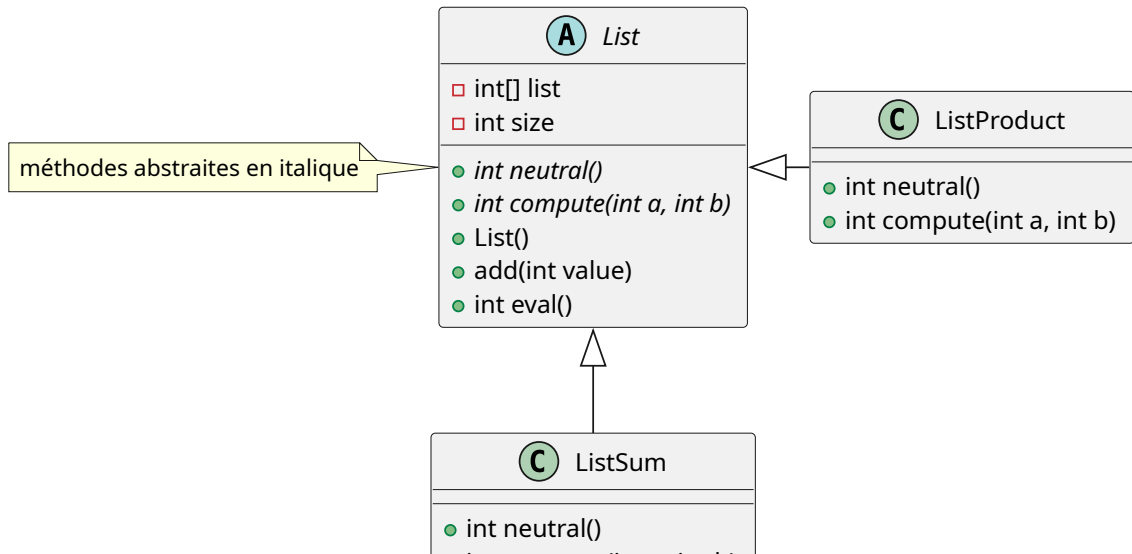 A List
int[] list
int size
int neutral()
int compute(int a, int b)
List()
add(int value)
int eval()
méthodes abstraites en italique
C ListProduct
int neutral()
int compute(int a, int b)
C ListSum
int neutral()